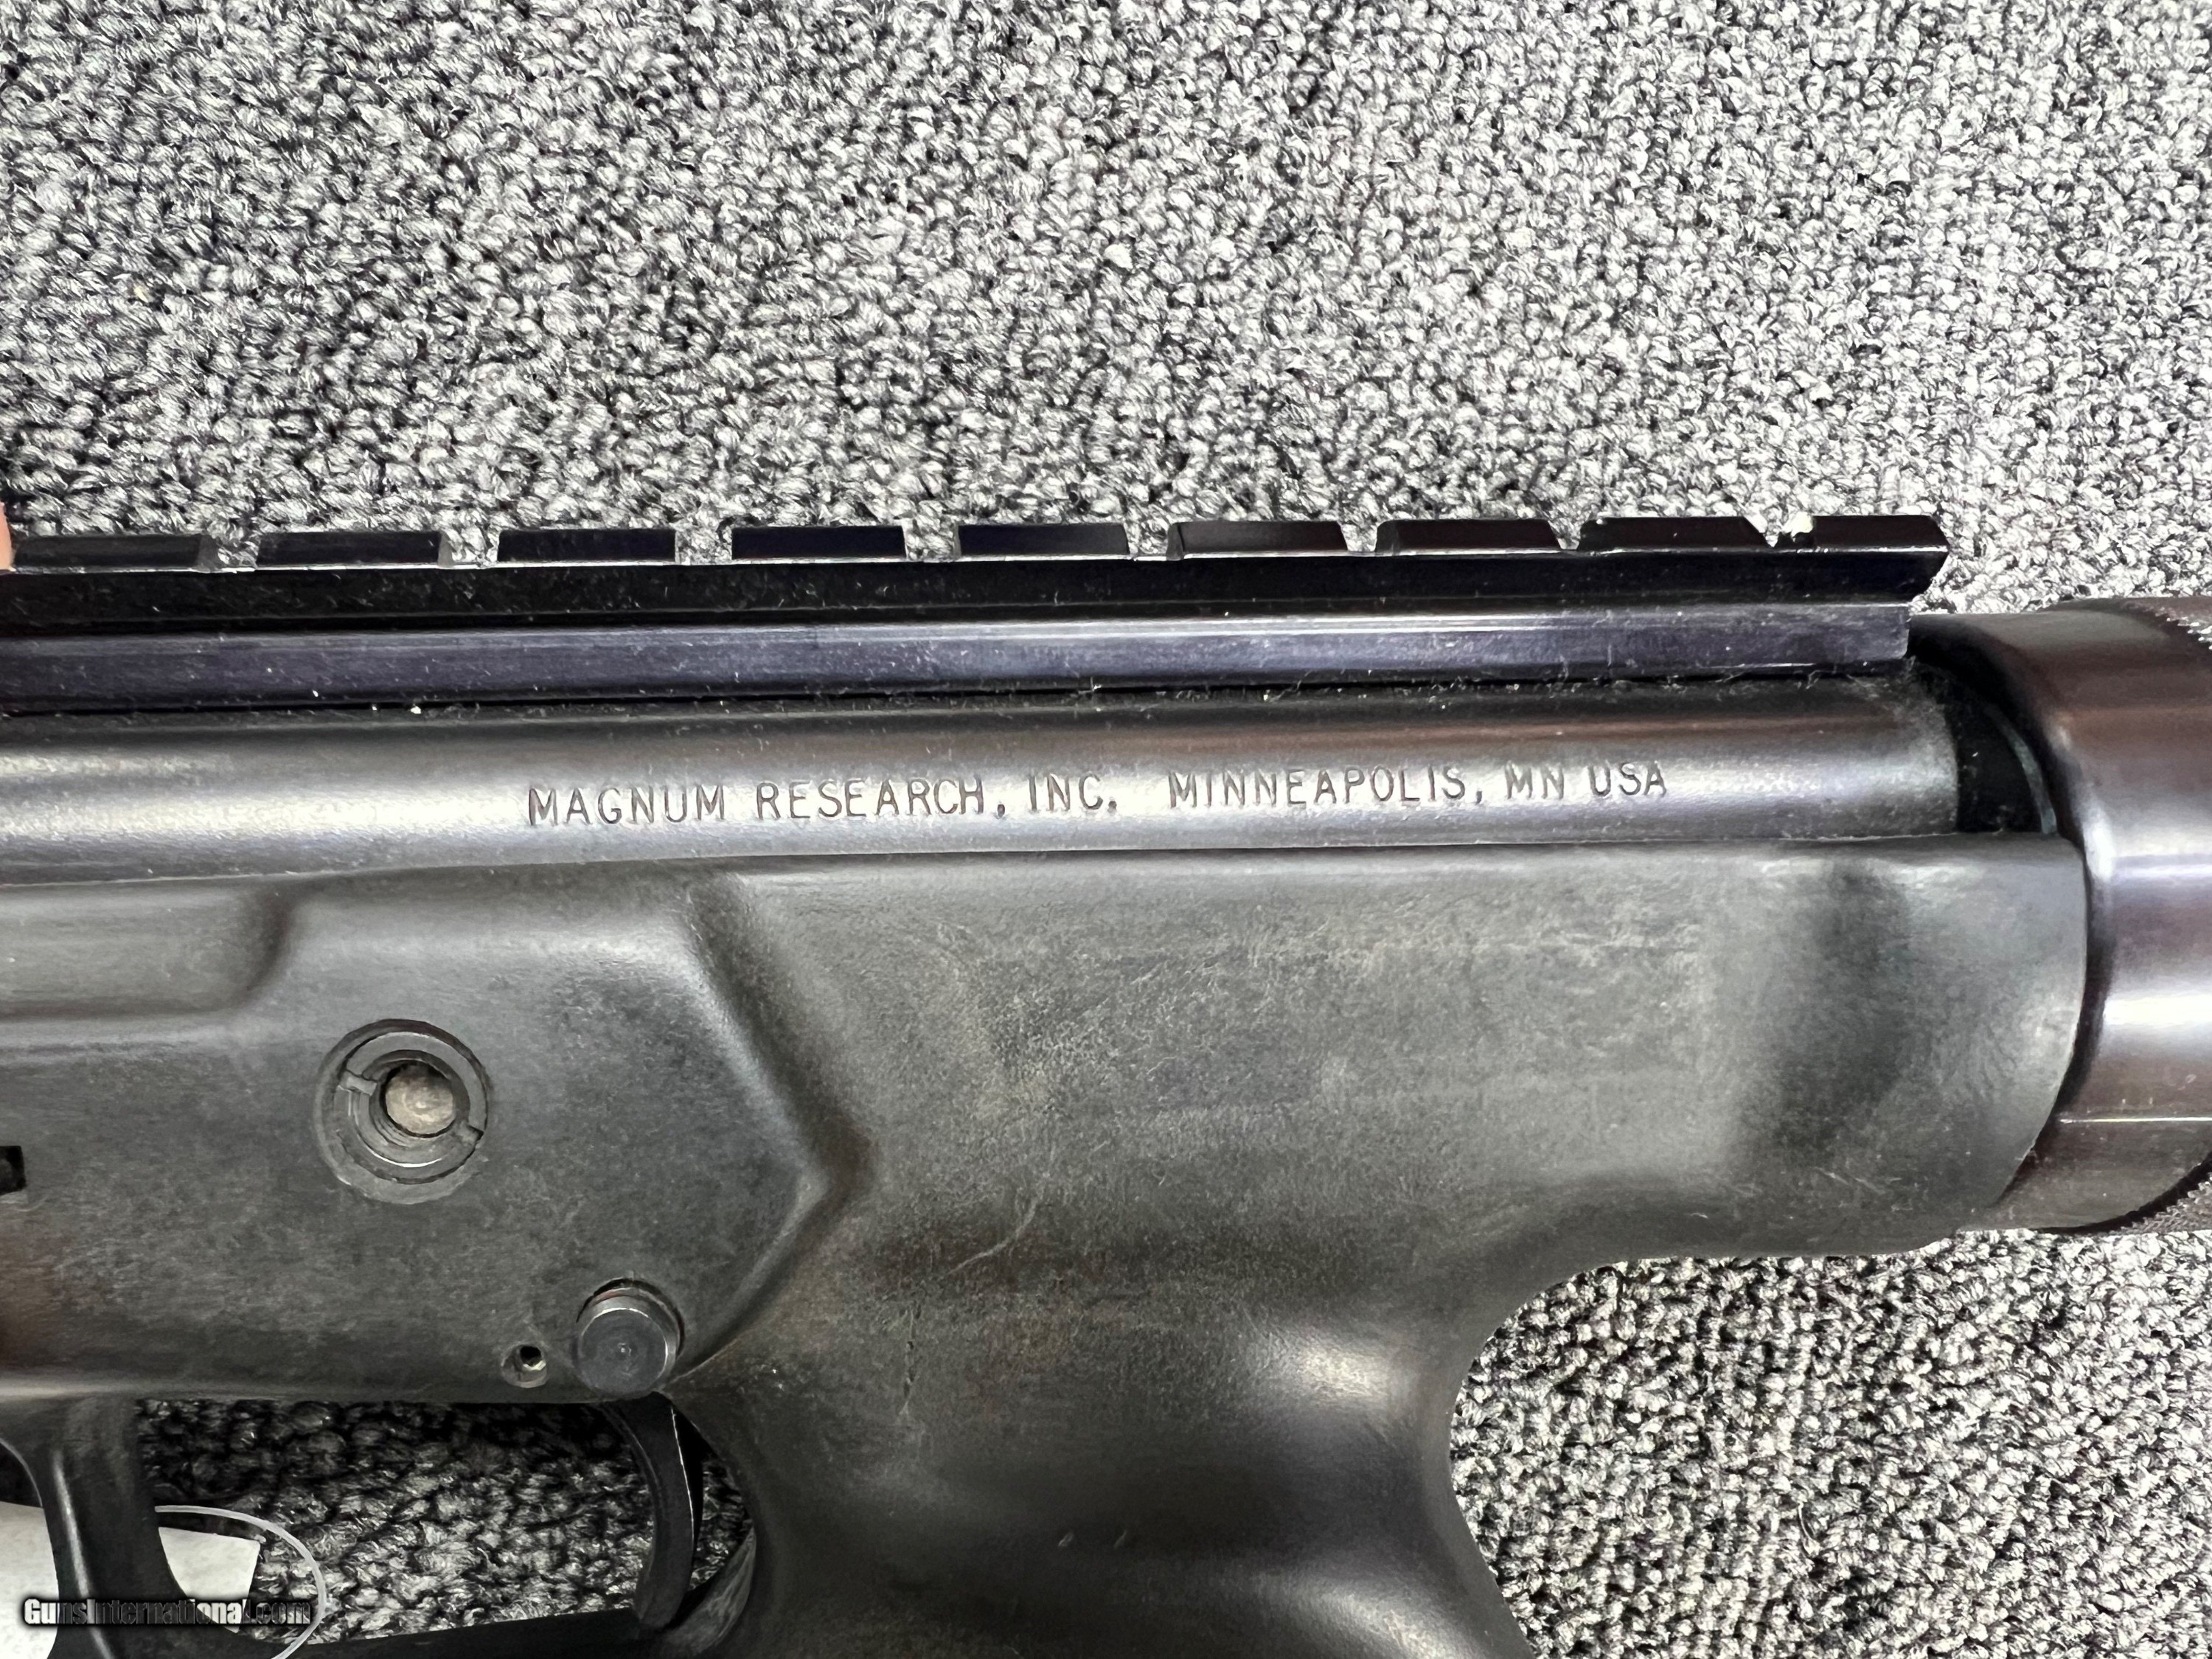 MAGNUM RESEARCH, INC. MINNEAPOLIS, MN USA
GunsInternational.com